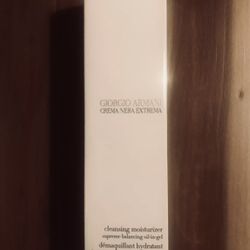 GIORGIO ARMANI
CREMA NERA EXTREMA
cleansing moisturizer
supreme balancing oil-in-gel
démaquillant hydratant